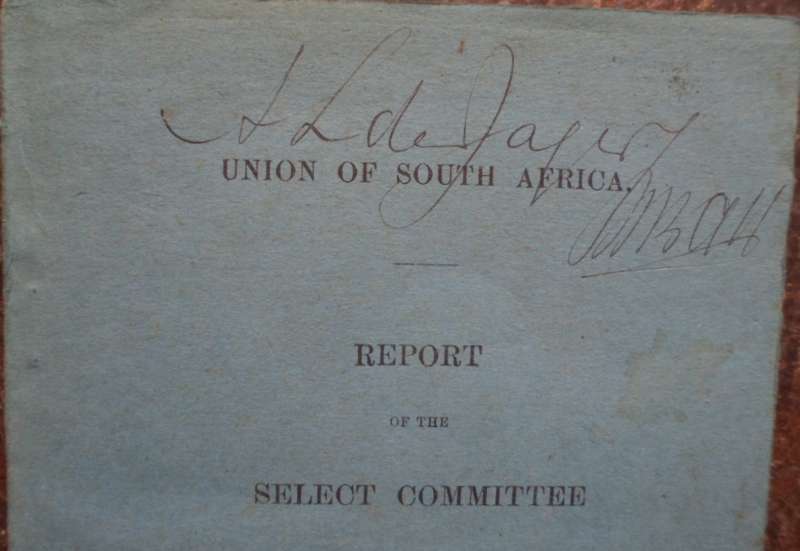 A L de Jager
UNION OF SOUTH AFRICA.
REPORT
OF THE
SELECT COMMITTEE